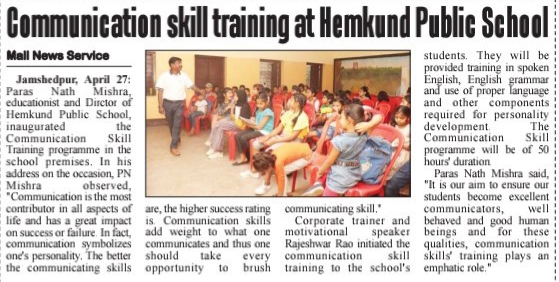 Communication skill training at Hemkund Public School
Mail News Service
Jamshedpur, April 27:
Paras Nath Mishra,
educationist and Dirctor of
Hemkund Public School,
inaugurated the
Communication Skill
Training programme in the
school premises. In his
address on the occasion, PN
Mishra observed,
"Communication is the most
contributor in all aspects of
life and has a great impact
on success or failure. In fact,
communication symbolizes
one's personality. The better
the communicating skills
are, the higher success rating
is. Communication skills
add weight to what one
communicates and thus one
should take every
opportunity to brush
communicating skill."
Corporate trainer and
motivational speaker
Rajeshwar Rao initiated the
communication skill
training to the school's
students. They will be
provided training in spoken
English, English grammar
and use of proper language
and other components
required for personality
development. The
Communication Skill
programme will be of 50
hours' duration
Paras Nath Mishra said,
"It is our aim to ensure our
students become excellent
communicators, well
behaved and good human
beings and for these
qualities, communication
skills' training plays an
emphatic role."